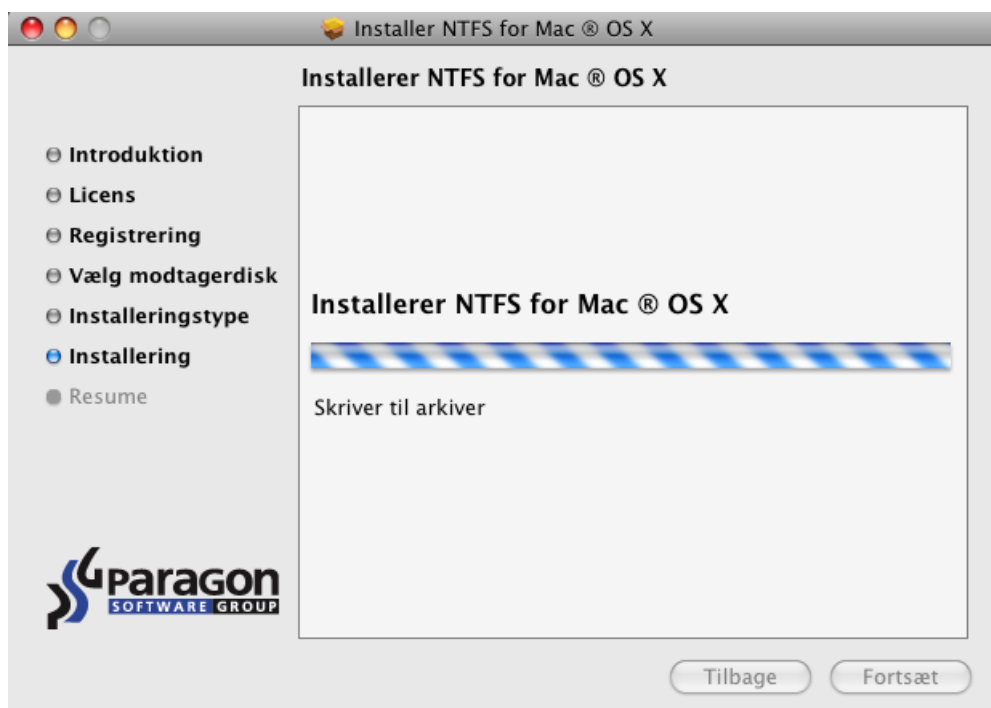 Installer NTFS for Mac ® OS X
Installerer NTFS for Mac ® OS X
Introduktion
Licens
Registrering
Vælg modtagerdisk
Installeringstype
Installering
Resume
Installerer NTFS for Mac ® OS X
Skriver til arkiver
Paragon
SOFTWARE GROUP
Tilbage
Fortsæt